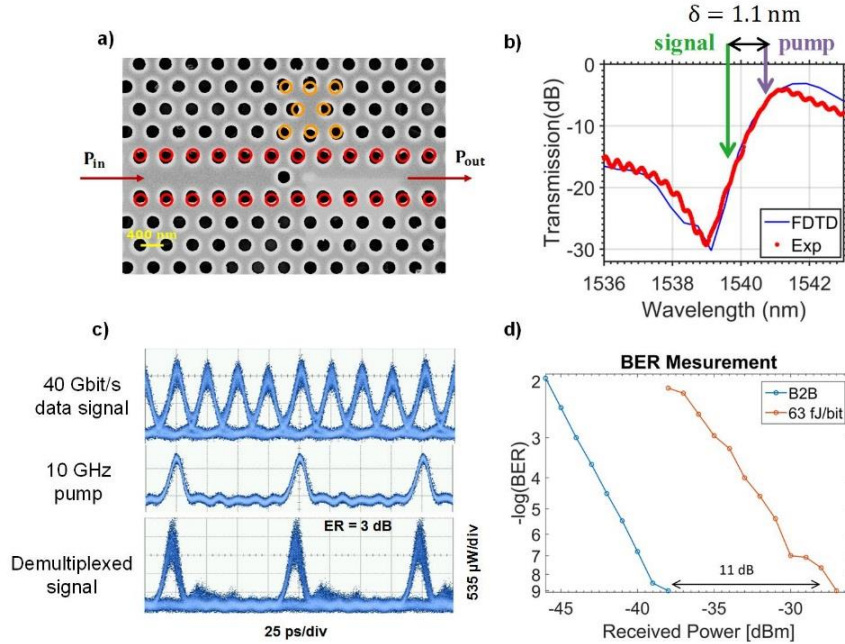 a)
P_in
P_out
400 nm
δ = 1.1 nm
b)
signal
pump
Transmission(dB)
0
-10
-20
-30
FDTD
Exp
1536
1538
1540
1542
Wavelength (nm)
c)
40 Gbit/s
data signal
10 GHz
pump
Demultiplexed
signal
ER = 3 dB
535 µW/div
25 ps/div
d)
BER Mesurement
-log(BER)
2
3
4
5
6
7
8
9
B2B
63 fJ/bit
11 dB
-45
-40
-35
-30
Received Power [dBm]